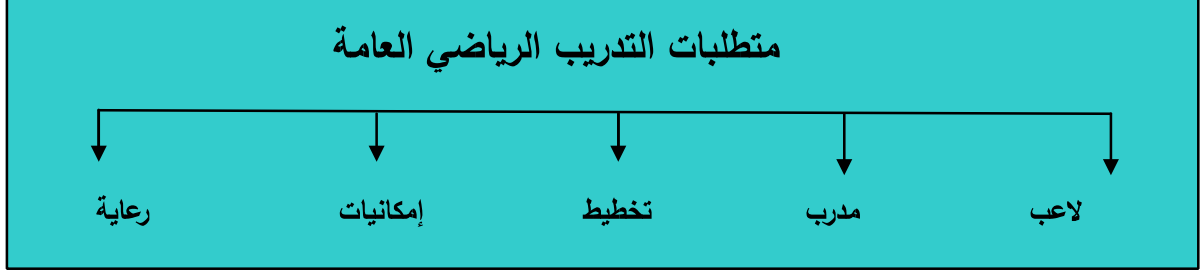 متطلبات التدريب الرياضي العامة
لاعب مدرب تخطيط إمكانيات رعاية